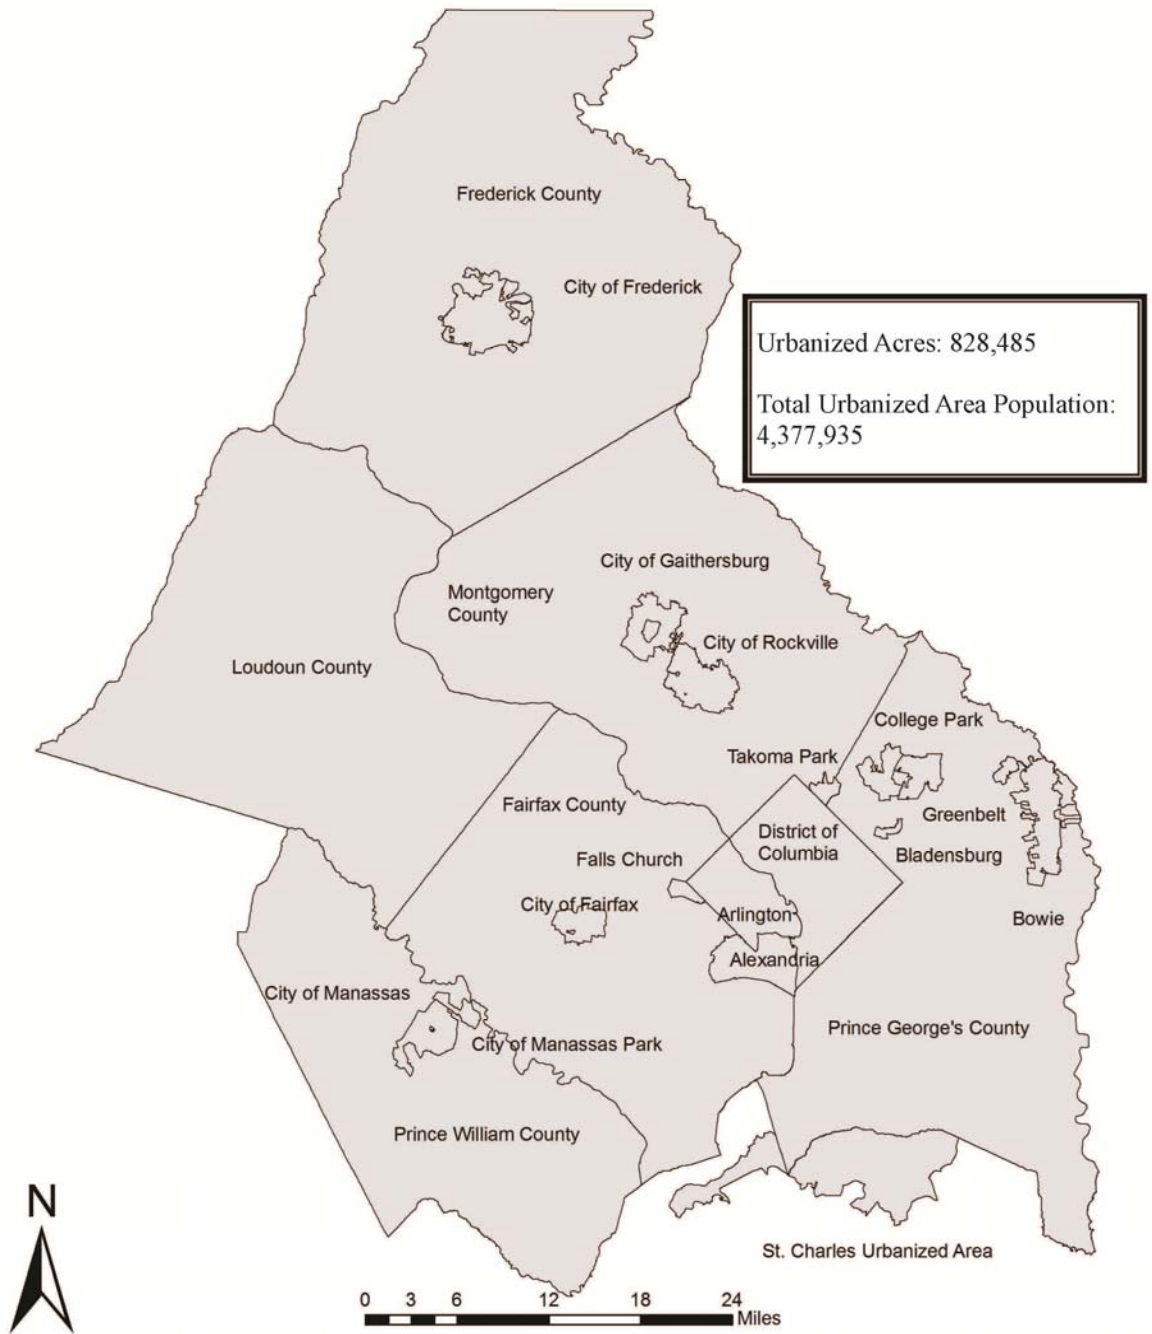 Frederick County
City of Frederick
Urbanized Acres: 828,485
Total Urbanized Area Population:
4,377,935
City of Gaithersburg
Montgomery
County
City of Rockville
Loudoun County
College Park
Takoma Park
Fairfax County
Greenbelt
District of
Columbia
Falls Church
Bladensburg
City of Fairfax
Arlington
Bowie
Alexandria
City of Manassas
Prince George's County
City of Manassas Park
Prince William County
N
St. Charles Urbanized Area
0 3 6 12 18 24
Miles